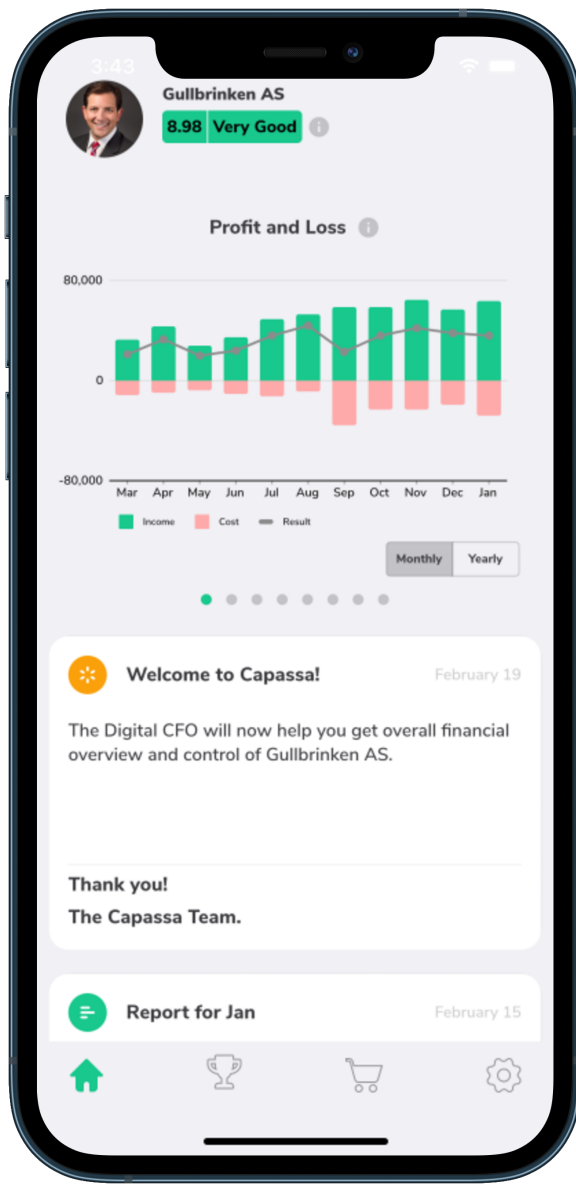 3:43
Gullbrinken AS
8.98 Very Good i
Profit and Loss i
80,000
0
-80,000
Mar Apr May Jun Jul Aug Sep Oct Nov Dec Jan
Income Cost Result
Monthly Yearly
Welcome to Capassa! February 19
The Digital CFO will now help you get overall financial
overview and control of Gullbrinken AS.
Thank you!
The Capassa Team.
Report for Jan February 15